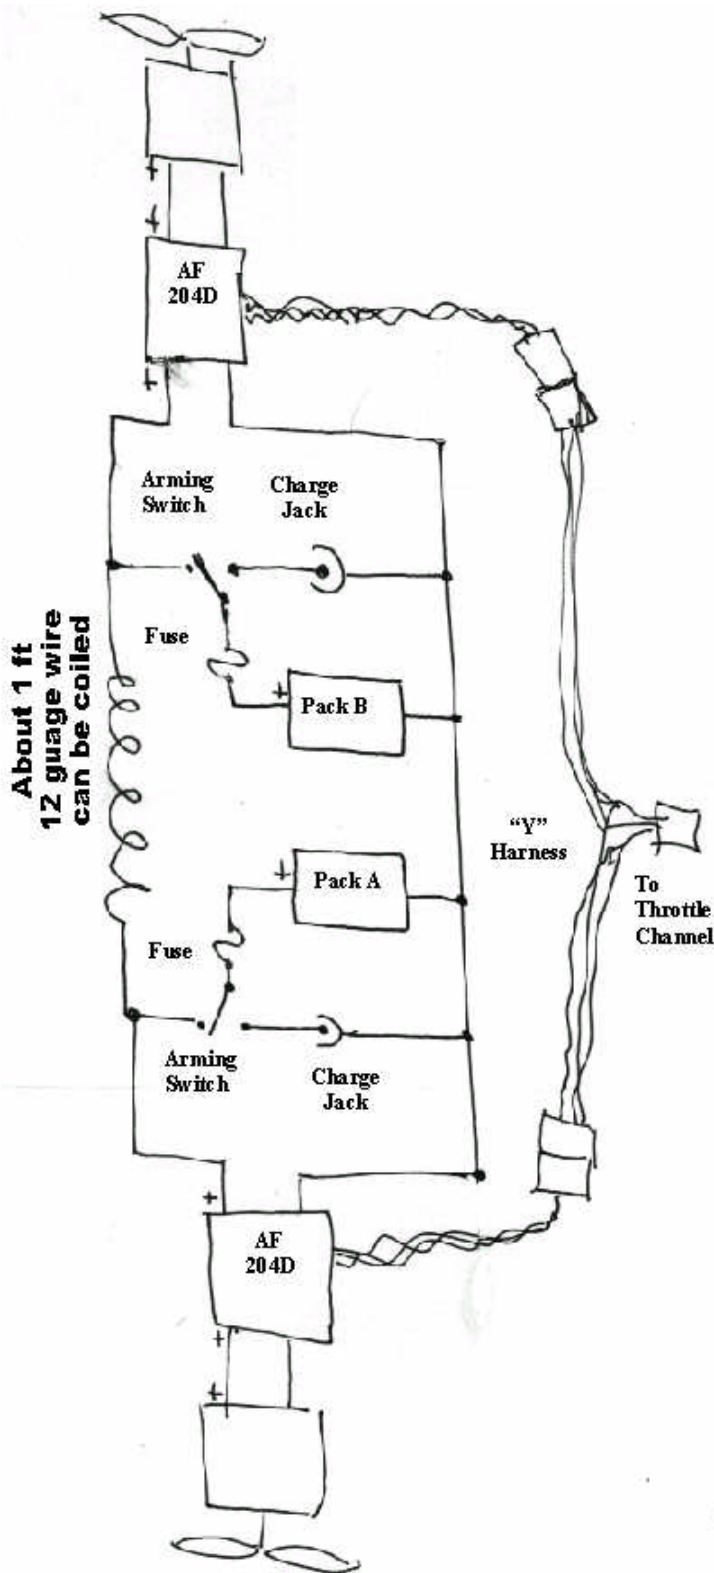 +
+
AF
204D
+
Arming
Switch
Charge
Jack
About 1 ft
12 guage wire
can be coiled
Fuse
+
Pack B
"Y"
Harness
+
Pack A
To
Throttle
Channel
Fuse
Arming
Switch
Charge
Jack
+
AF
204D
+
+